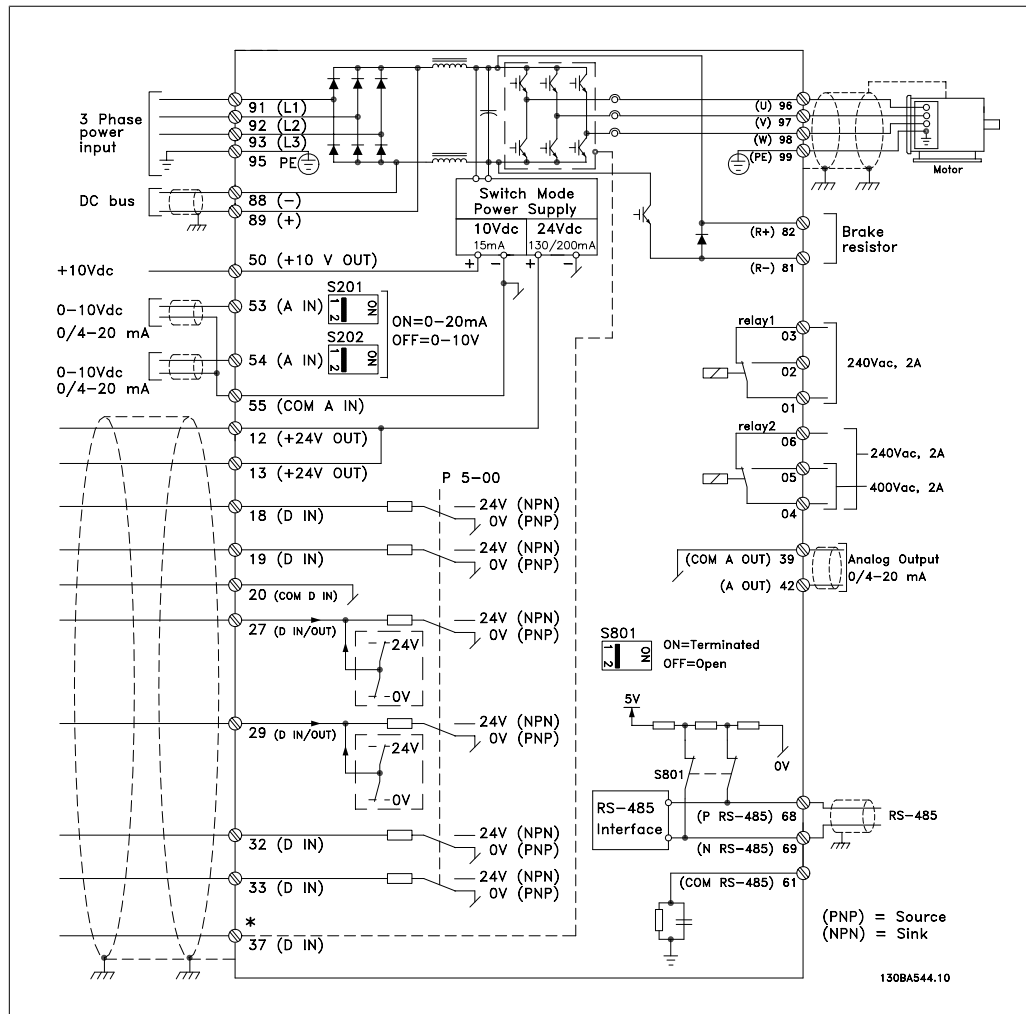 3 Phase
power
input
91 (L1)
92 (L2)
93 (L3)
95 PE
DC bus
88 (-)
89 (+)
+10Vdc
50 (+10 V OUT)
0-10Vdc
0/4-20 mA
53 (A IN)
S201
ON
1 2
0-10Vdc
0/4-20 mA
54 (A IN)
S202
ON
1 2
ON=0-20mA
OFF=0-10V
55 (COM A IN)
12 (+24V OUT)
13 (+24V OUT)
P 5-00
18 (D IN)
24V (NPN)
0V (PNP)
19 (D IN)
24V (NPN)
0V (PNP)
20 (COM D IN)
27 (D IN/OUT)
24V (NPN)
0V (PNP)
24V
0V
29 (D IN/OUT)
24V (NPN)
0V (PNP)
24V
0V
32 (D IN)
24V (NPN)
0V (PNP)
33 (D IN)
24V (NPN)
0V (PNP)
*
37 (D IN)
Switch Mode
Power Supply
10Vdc
15mA
24Vdc
130/200mA
+ - + -
(U) 96
(V) 97
(W) 98
(PE) 99
Motor
(R+) 82
(R-) 81
Brake
resistor
relay1
03
02
01
240Vac, 2A
relay2
06
05
04
240Vac, 2A
400Vac, 2A
(COM A OUT) 39
(A OUT) 42
Analog Output
0/4-20 mA
S801
ON
1 2
ON=Terminated
OFF=Open
5V
0V
S801
RS-485
Interface
(P RS-485) 68
(N RS-485) 69
(COM RS-485) 61
RS-485
(PNP) = Source
(NPN) = Sink
130BA544.10